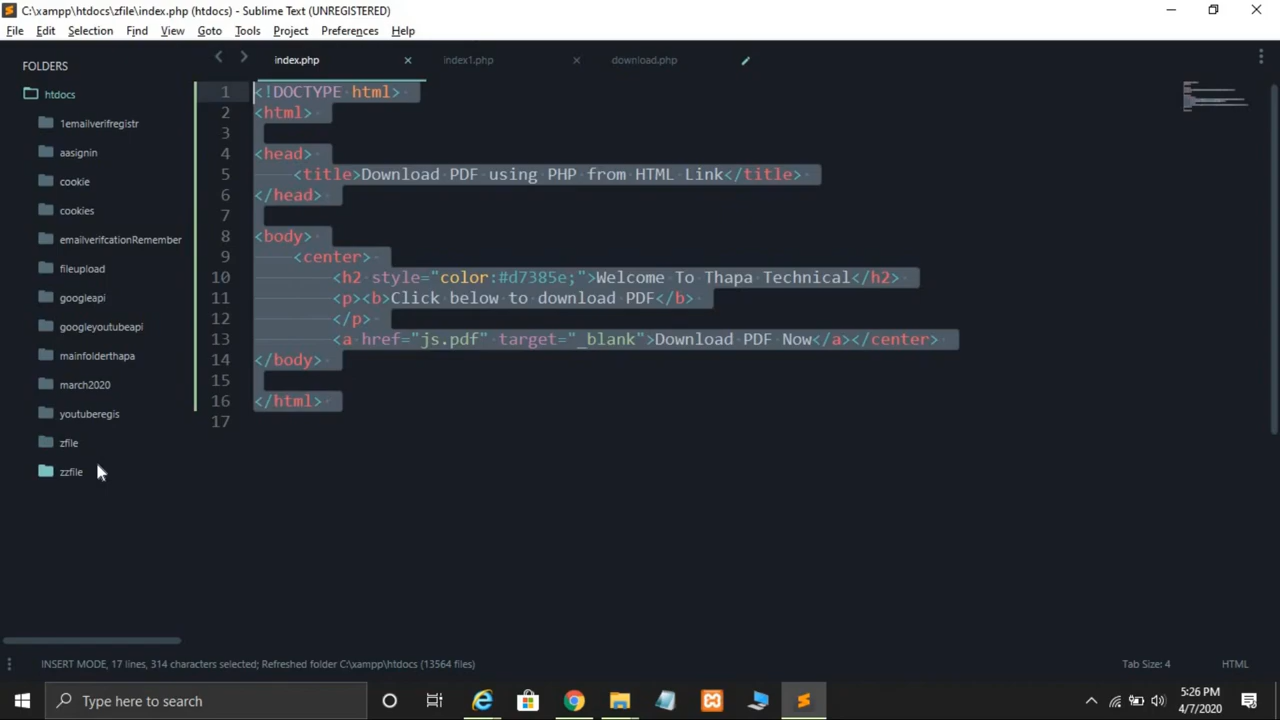 C:\xampp\htdocs\zfile\index.php (htdocs) - Sublime Text (UNREGISTERED)
File Edit Selection Find View Goto Tools Project Preferences Help
FOLDERS
htdocs
1emailverifregistr
aasignin
cookie
cookies
emailverifcationRemember
fileupload
googleapi
googleyoutubeapi
mainfolderthapa
march2020
youtuberegis
zfile
zzfile
index.php index1.php download.php
1 <!DOCTYPE html>
2 <html>
3
4 <head>
5 <title>Download PDF using PHP from HTML Link</title>
6 </head>
7
8 <body>
9 <center>
10 <h2 style="color:#d7385e;">Welcome To Thapa Technical</h2>
11 <p><b>Click below to download PDF</b>
12 </p>
13 <a href="js.pdf" target="_blank">Download PDF Now</a></center>
14 </body>
15
16 </html>
17
INSERT MODE, 17 lines, 314 characters selected; Refreshed folder C:\xampp\htdocs (13564 files) Tab Size: 4 HTML
Type here to search
5:26 PM
4/7/2020